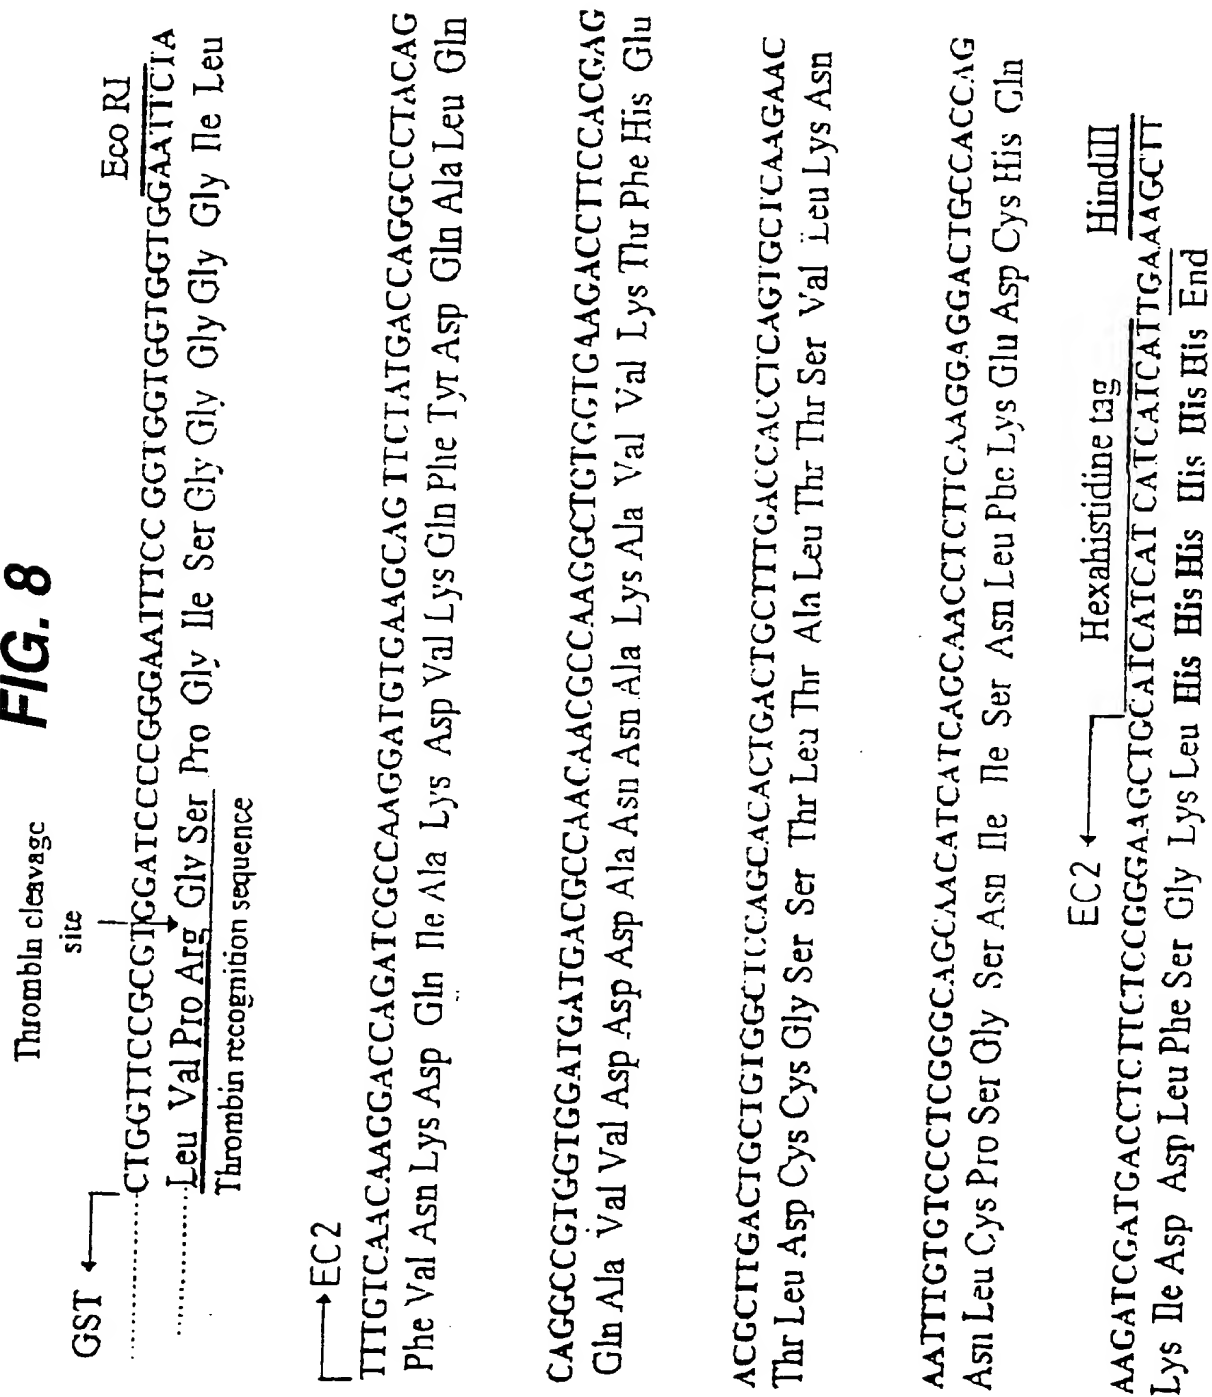 FIG. 8
Thrombin cleavage
site
GST
Eco RI
CTGGTTCCGCGTGGATCCCCGGGAATTTCC GGTGGTGGTGGTGGAATTCTA
Leu Val Pro Arg Gly Ser Pro Gly Ile Ser Gly Gly Gly Gly Gly Ile Leu
Thrombin recognition sequence
EC2
TTTGTCAACAAGGACCAGATCGCCAAGGATGTGAAGCAG TTCTATGACCAGGCCCTACAG
Phe Val Asn Lys Asp Gln Ile Ala Lys Asp Val Lys Gln Phe Tyr Asp Gln Ala Leu Gln
CAGGCCGTGGTGGATGATGACGCCAACAACGCCAAGGCTGTGGTGAAGACCTTCCACGAG
Gln Ala Val Val Asp Asp Asp Ala Asn Asn Ala Lys Ala Val Val Lys Thr Phe His Glu
ACGCTTGACTGCTGTGGCTCCAGCACACTGACTGCTTTGACCACCTCAGTGCTCAAGAAC
Thr Leu Asp Cys Cys Gly Ser Ser Thr Leu Thr Ala Leu Thr Thr Ser Val Leu Lys Asn
AATTTGTGTCCCTCGGGCAGCAACATCATCAGCAACCTCTTCAAGGAGGACTGCCACCAG
Asn Leu Cys Pro Ser Gly Ser Asn Ile Ile Ser Asn Leu Phe Lys Glu Asp Cys His Gln
EC2
Hexahistidine tag
HindIII
AAGATCGATGACCTCTTCTCCGGGAAGCTGCATCATCAT CATCATCATTGAAAGCTT
Lys Ile Asp Asp Leu Phe Ser Gly Lys Leu His His His His His His End